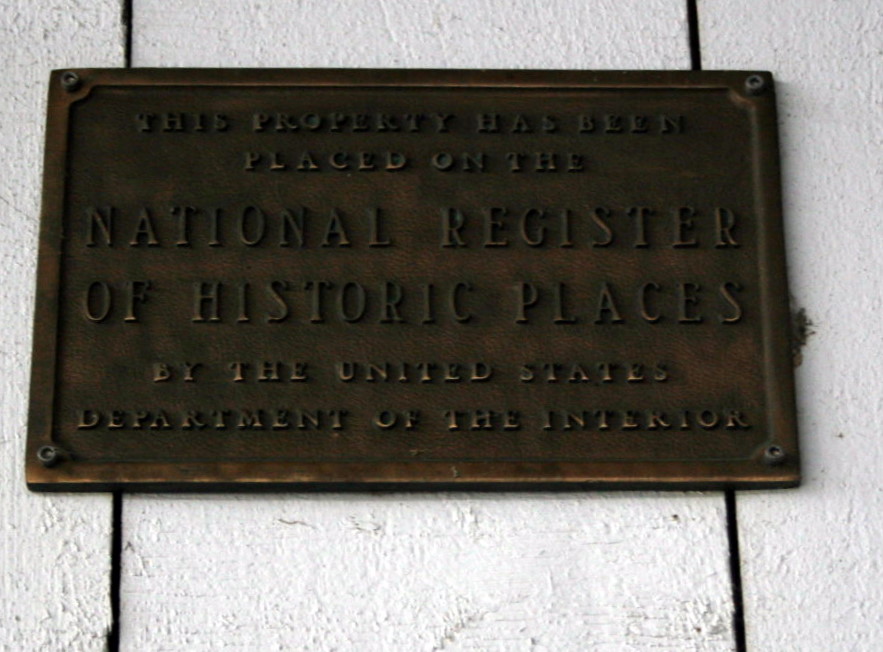 THIS PROPERTY HAS BEEN
PLACED ON THE
NATIONAL REGISTER
OF HISTORIC PLACES
BY THE UNITED STATES
DEPARTMENT OF THE INTERIOR